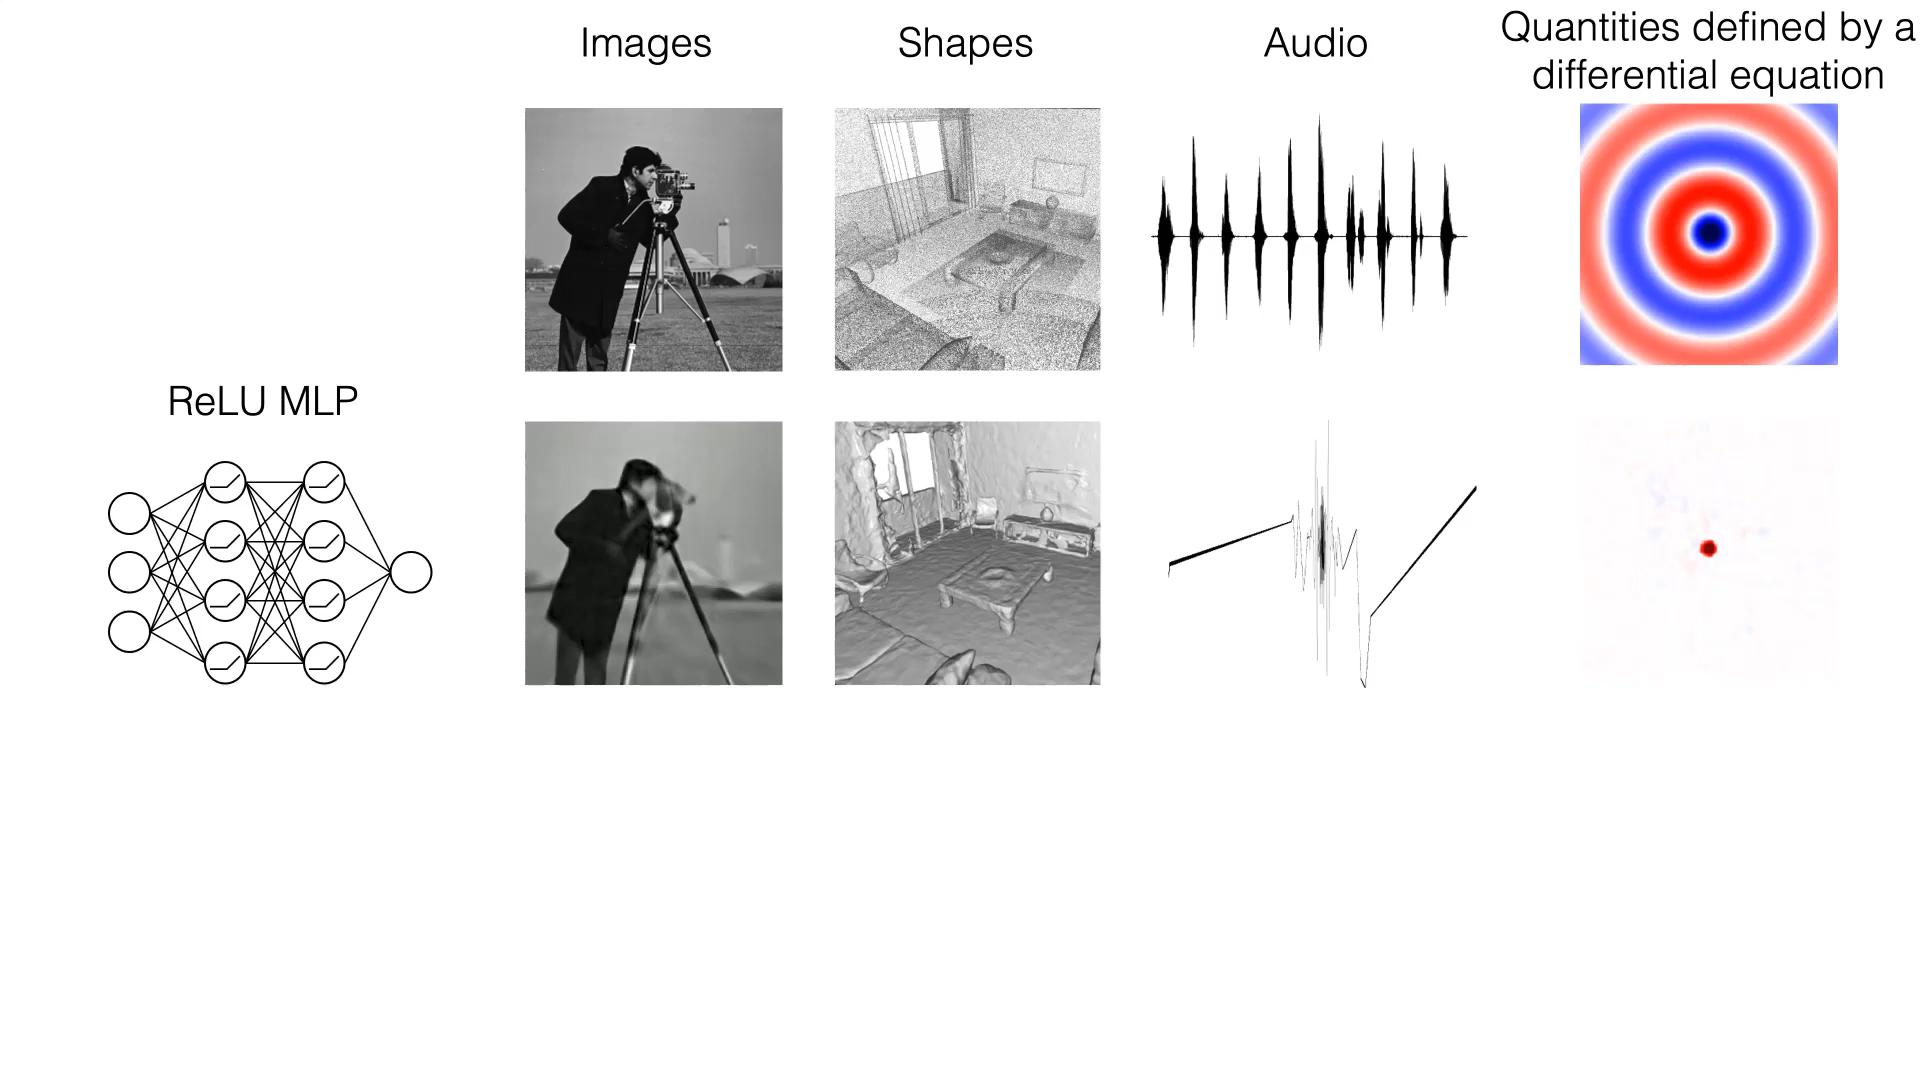 Images
Shapes
Audio
Quantities defined by a
differential equation
ReLU MLP